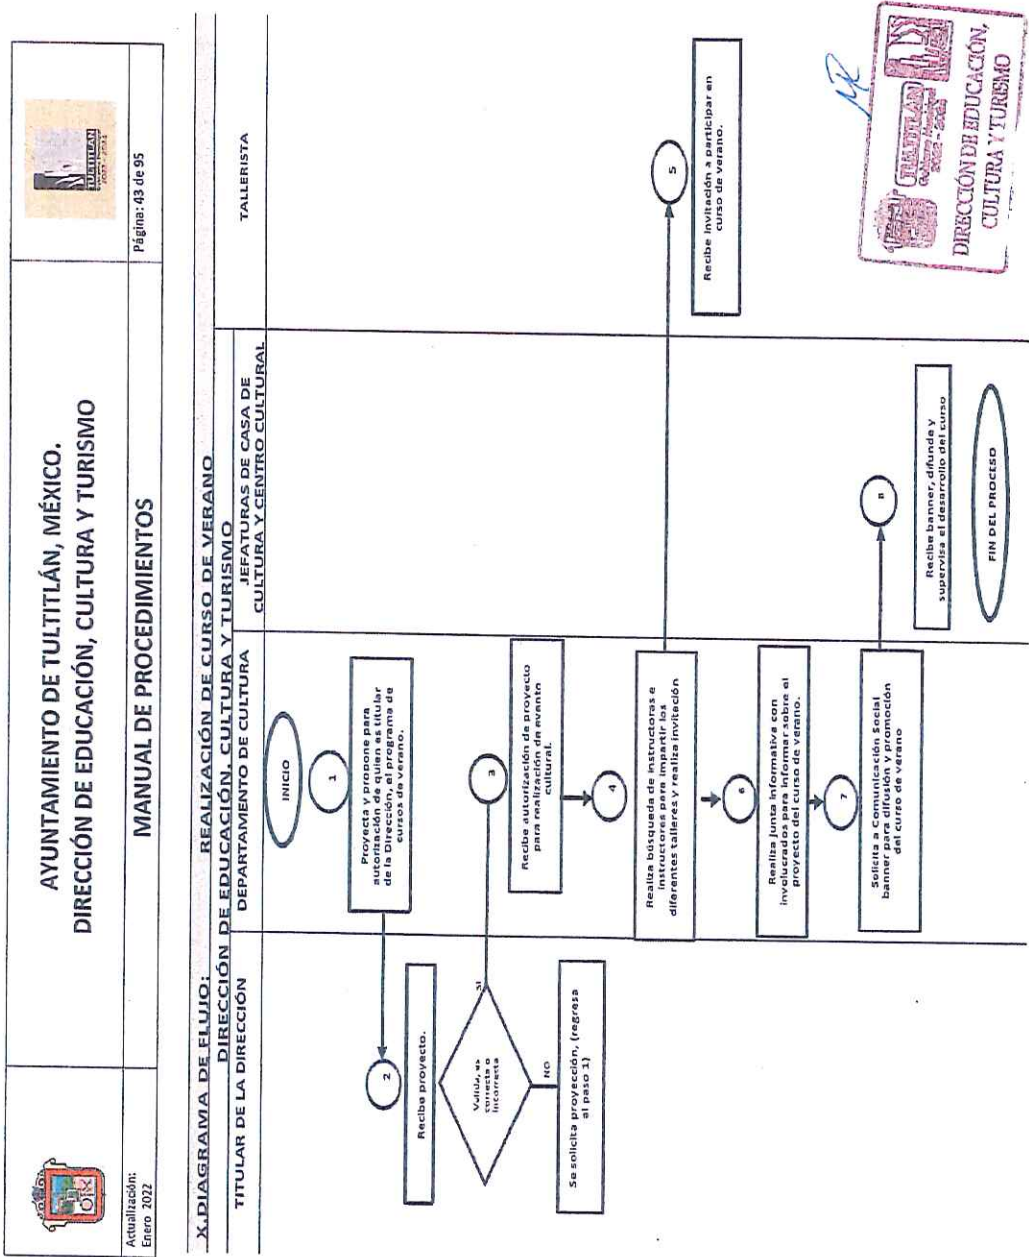 AYUNTAMIENTO DE TULTITLÁN, MÉXICO.
DIRECCIÓN DE EDUCACIÓN, CULTURA Y TURISMO
TULTITLÁN
2022 - 2024
Actualización:
Enero 2022
MANUAL DE PROCEDIMIENTOS
Página: 43 de 95
X.DIAGRAMA DE FLUJO: REALIZACIÓN DE CURSO DE VERANO
DIRECCIÓN DE EDUCACIÓN, CULTURA Y TURISMO
TITULAR DE LA DIRECCIÓN
DEPARTAMENTO DE CULTURA
JEFATURAS DE CASA DE
CULTURA Y CENTRO CULTURAL
TALLERISTA
INICIO
1
Proyecta y propone para
autorización de quien es titular
de la Dirección, el programa de
cursos de verano.
2
Recibe proyecto.
Valida, es
correcta o
incorrecta
SI
NO
Se solicita proyección, (regresa
al paso 1)
3
Recibe autorización de proyecto
para realización de evento
cultural.
4
Realiza búsqueda de instructoras e
instructores para impartir los
diferentes talleres y realiza invitación
5
Recibe invitación a participar en
curso de verano.
6
Realiza junta informativa con
involucrados para informar sobre el
proyecto del curso de verano.
7
Solicita a Comunicación Social
banner para difusión y promoción
del curso de verano
8
Recibe banner, difunde y
supervisa el desarrollo del curso
FIN DEL PROCESO
TULTITLÁN
Gobierno Municipal
2022 - 2024
DIRECCIÓN DE EDUCACIÓN,
CULTURA Y TURISMO